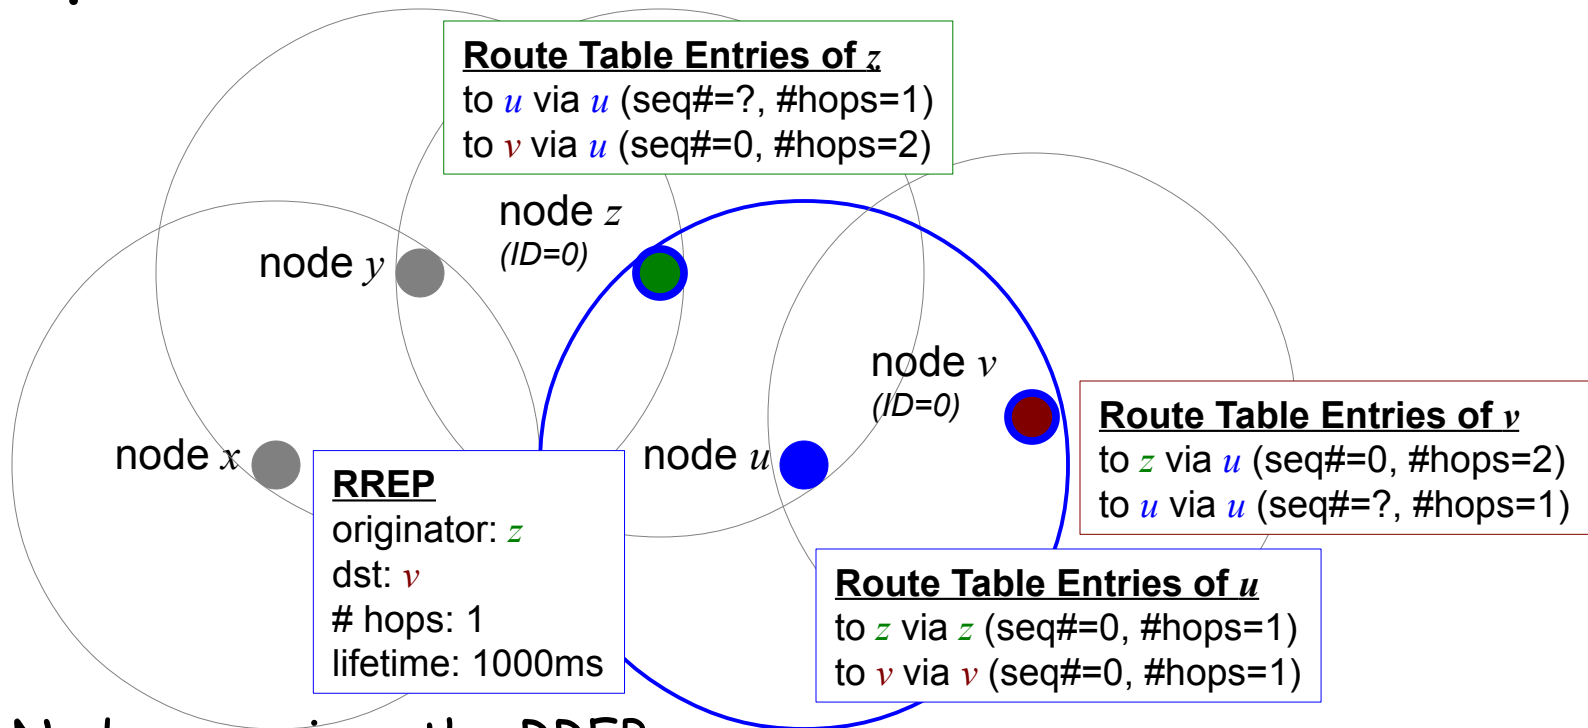 Route Table Entries of z
to u via u (seq#=?, #hops=1)
to v via u (seq#=0, #hops=2)
node z
(ID=0)
node y
node v
(ID=0)
node x
node u
Route Table Entries of v
to z via u (seq#=0, #hops=2)
to u via u (seq#=?, #hops=1)
RREP
originator: z
dst: v
# hops: 1
lifetime: 1000ms
Route Table Entries of u
to z via z (seq#=0, #hops=1)
to v via v (seq#=0, #hops=1)
the RREP